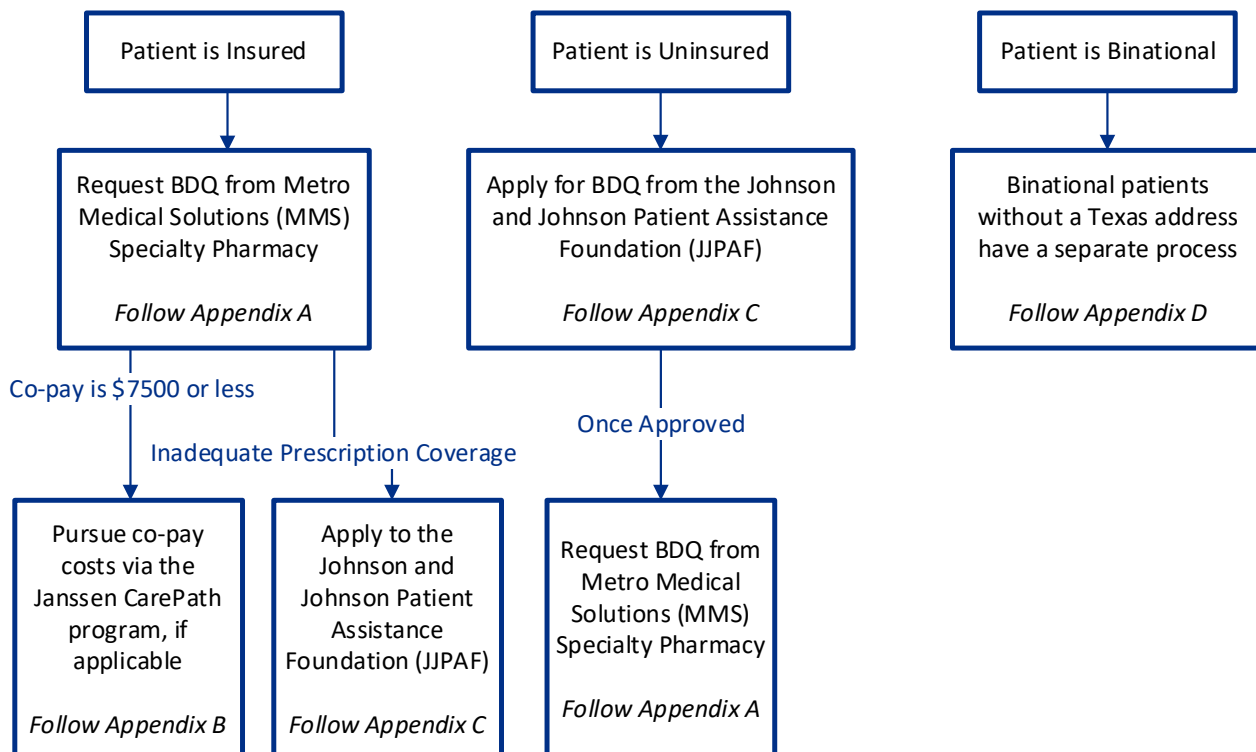 Patient is Insured
Patient is Uninsured
Patient is Binational
Request BDQ from Metro
Medical Solutions (MMS)
Specialty Pharmacy
Follow Appendix A
Apply for BDQ from the Johnson
and Johnson Patient Assistance
Foundation (JJPAF)
Follow Appendix C
Binational patients
without a Texas address
have a separate process
Follow Appendix D
Co-pay is $7500 or less
Inadequate Prescription Coverage
Once Approved
Pursue co-pay
costs via the
Janssen CarePath
program, if
applicable
Follow Appendix B
Apply to the
Johnson and
Johnson Patient
Assistance
Foundation (JJPAF)
Follow Appendix C
Request BDQ from
Metro Medical
Solutions (MMS)
Specialty Pharmacy
Follow Appendix A